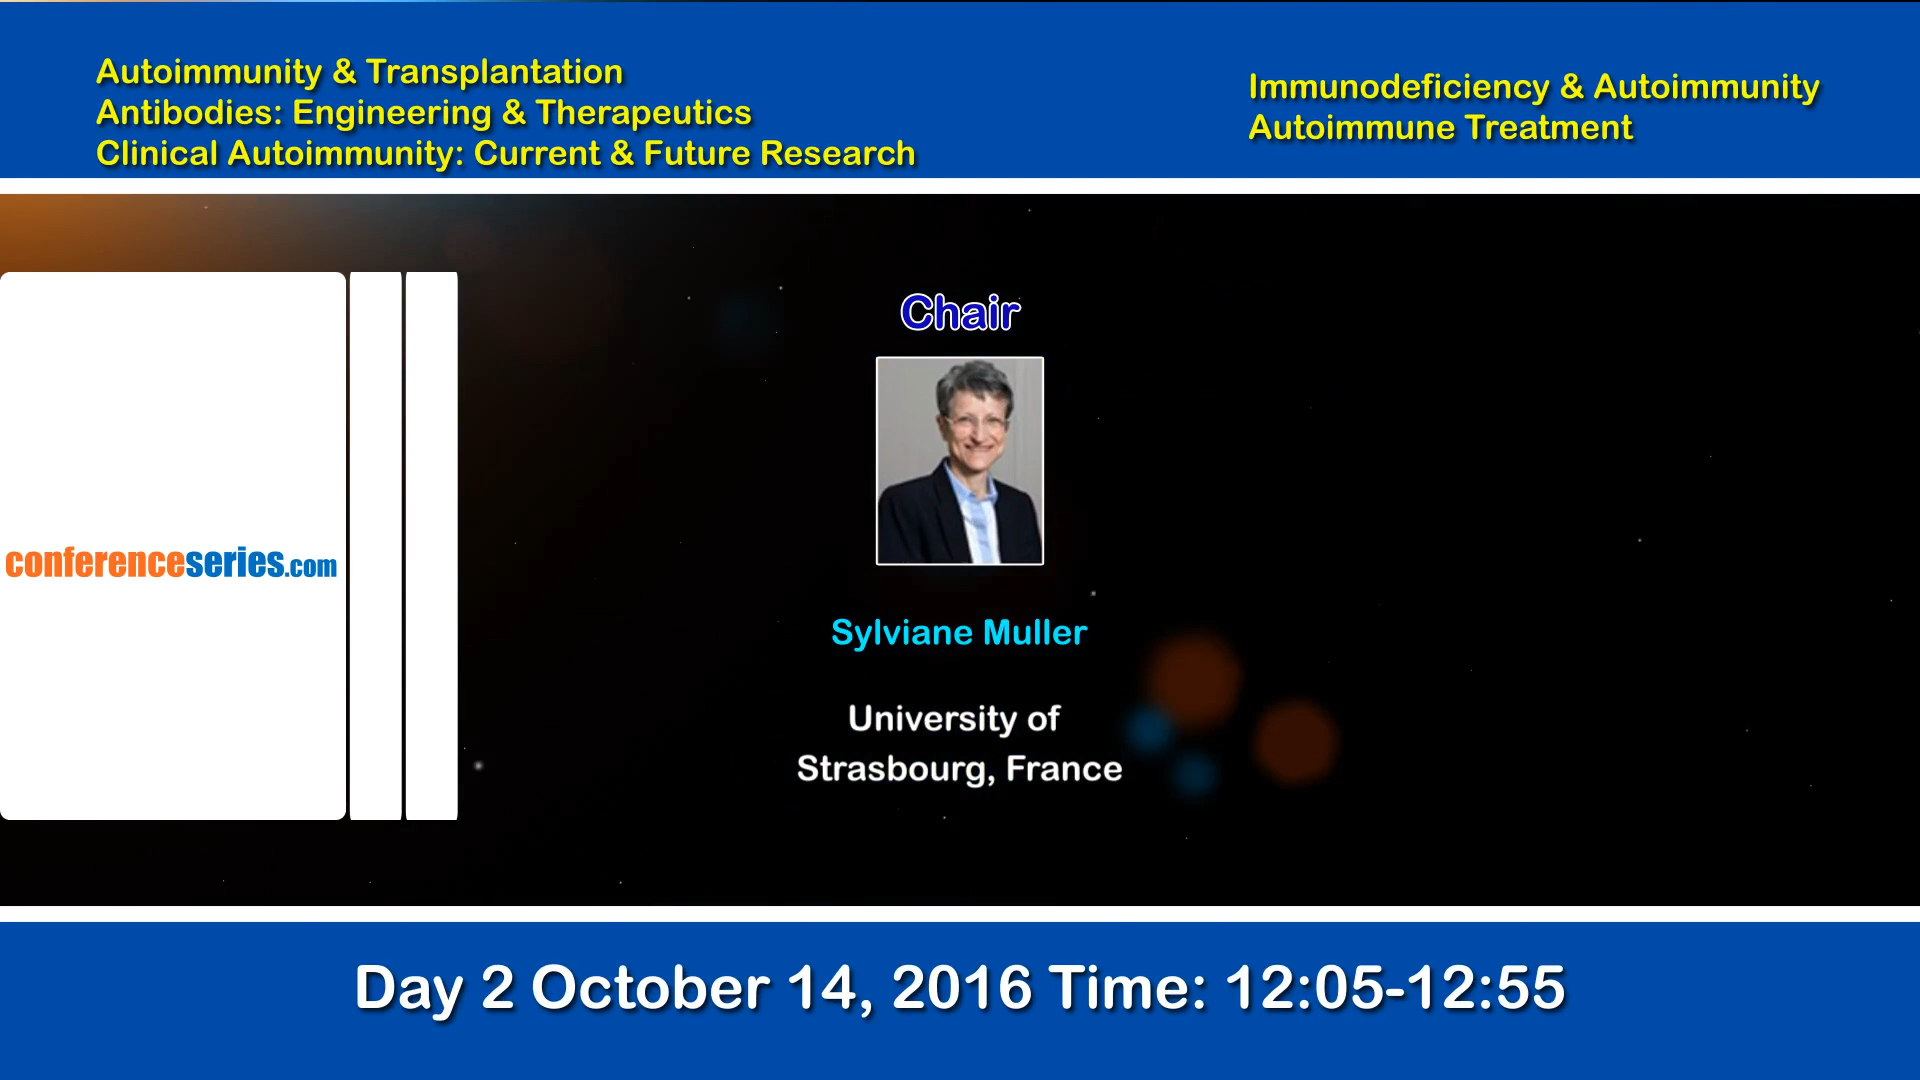 Autoimmunity & Transplantation
Antibodies: Engineering & Therapeutics
Clinical Autoimmunity: Current & Future Research
Immunodeficiency & Autoimmunity
Autoimmune Treatment
Chair
conferenceseries.com
Sylviane Muller
University of
Strasbourg, France
Day 2 October 14, 2016 Time: 12:05-12:55